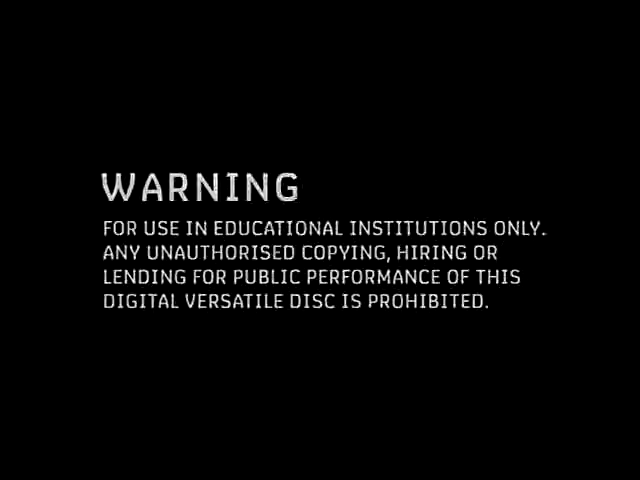 WARNING
FOR USE IN EDUCATIONAL INSTITUTIONS ONLY.
ANY UNAUTHORISED COPYING, HIRING OR
LENDING FOR PUBLIC PERFORMANCE OF THIS
DIGITAL VERSATILE DISC IS PROHIBITED.